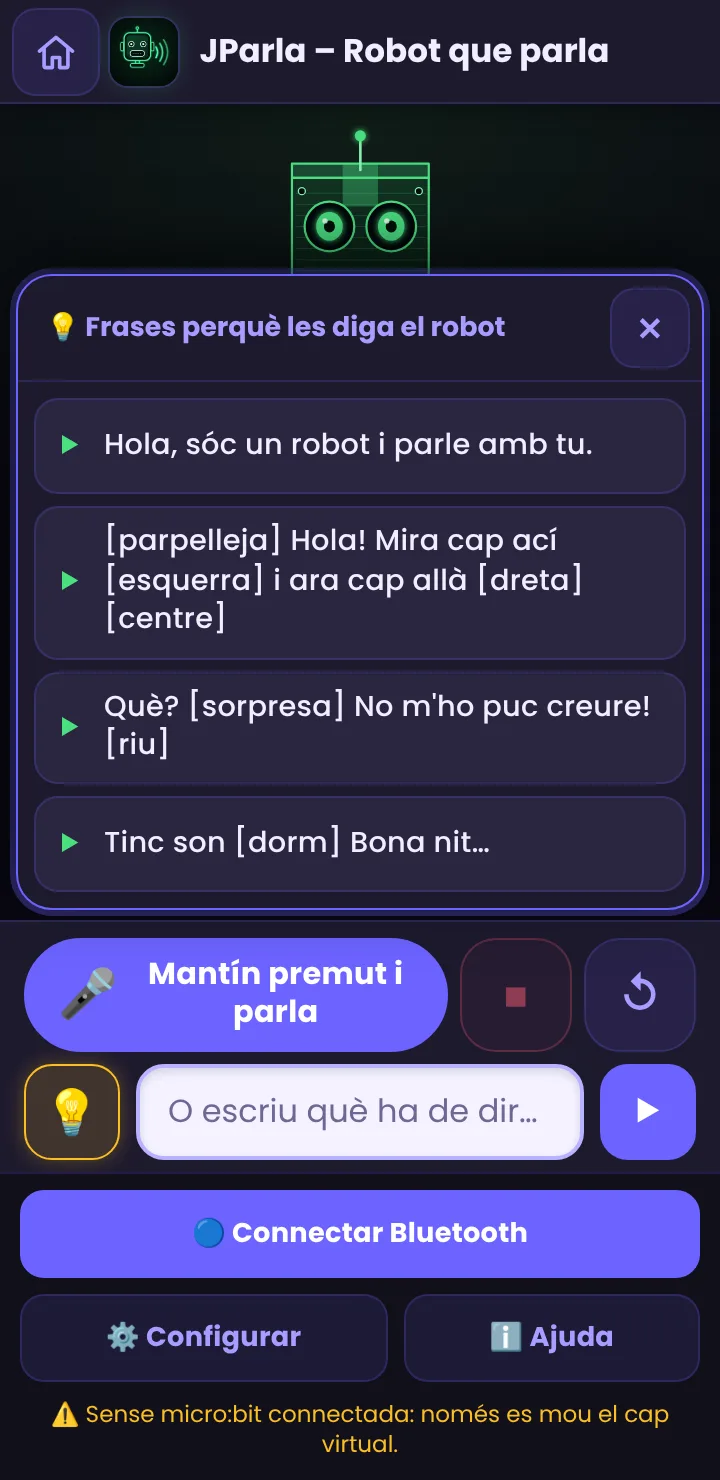 JParla – Robot que parla
💡 Frases perquè les diga el robot
Hola, sóc un robot i parle amb tu.
[parpelleja] Hola! Mira cap ací
[esquerra] i ara cap allà [dreta]
[centre]
Què? [sorpresa] No m'ho puc creure!
[riu]
Tinc son [dorm] Bona nit…
Mantín premut i
parla
O escriu què ha de dir…
Connectar Bluetooth
Configurar
Ajuda
⚠️ Sense micro:bit connectada: només es mou el cap
virtual.